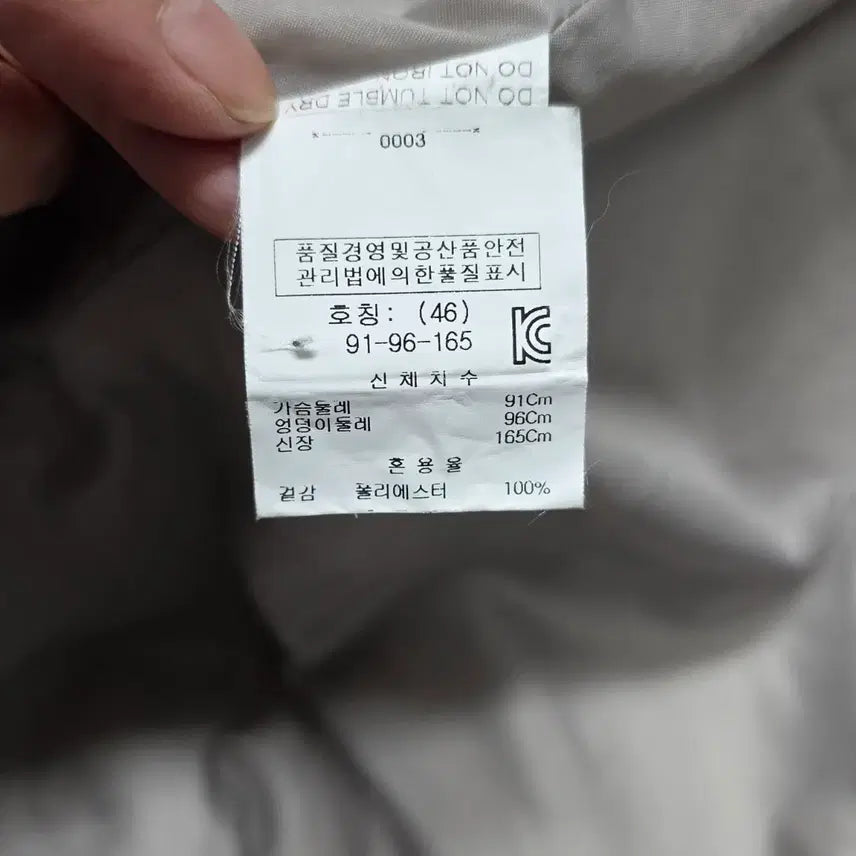 DO NOT IRON
DO NOT TUMBLE DRY
0003
품질경영및공산품안전
관리법에의한품질표시
호칭: (46)
91-96-165
신체치수
가슴둘레 91Cm
엉덩이둘레 96Cm
신장 165Cm
혼용율
겉감 폴리에스터 100%